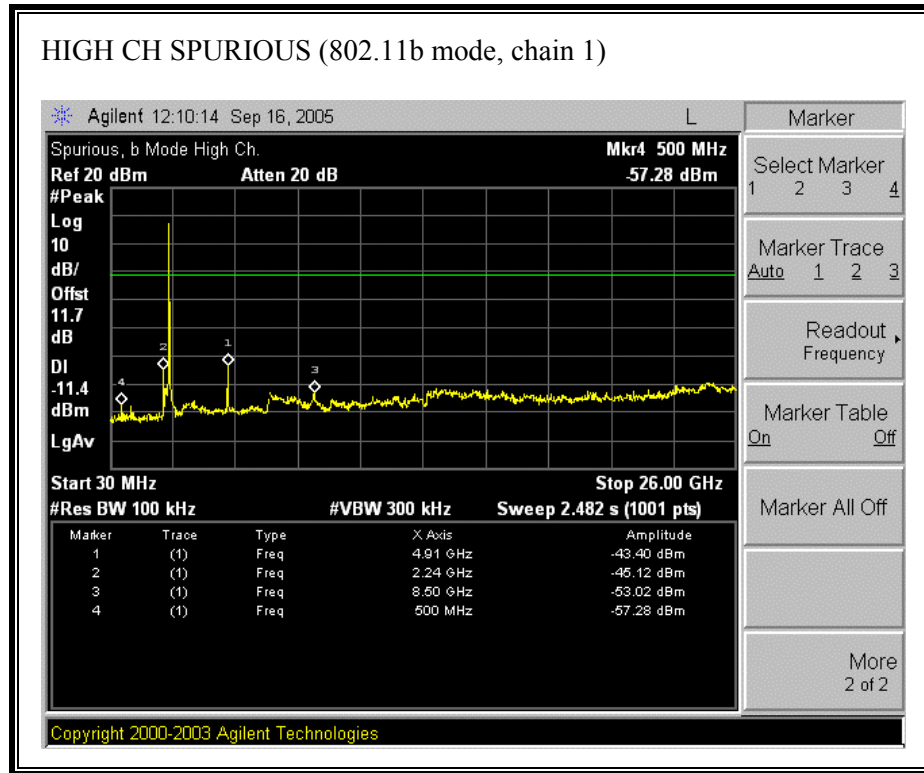 HIGH CH SPURIOUS (802.11b mode, chain 1)
Agilent 12:10:14 Sep 16, 2005 L
Marker
Spurious, b Mode High Ch. Mkr4 500 MHz
Ref 20 dBm Atten 20 dB -57.28 dBm
#Peak
Log
10
dB/
Offst
11.7
dB
DI
-11.4
dBm
LgAv
1
2
3
4
Start 30 MHz Stop 26.00 GHz
#Res BW 100 kHz #VBW 300 kHz Sweep 2.482 s (1001 pts)
Marker Trace Type X Axis Amplitude
1 (1) Freq 4.91 GHz -43.40 dBm
2 (1) Freq 2.24 GHz -45.12 dBm
3 (1) Freq 8.50 GHz -53.02 dBm
4 (1) Freq 500 MHz -57.28 dBm
Select Marker
1 2 3 4
Marker Trace
Auto 1 2 3
Readout
Frequency
Marker Table
On Off
Marker All Off
More
2 of 2
Copyright 2000-2003 Agilent Technologies